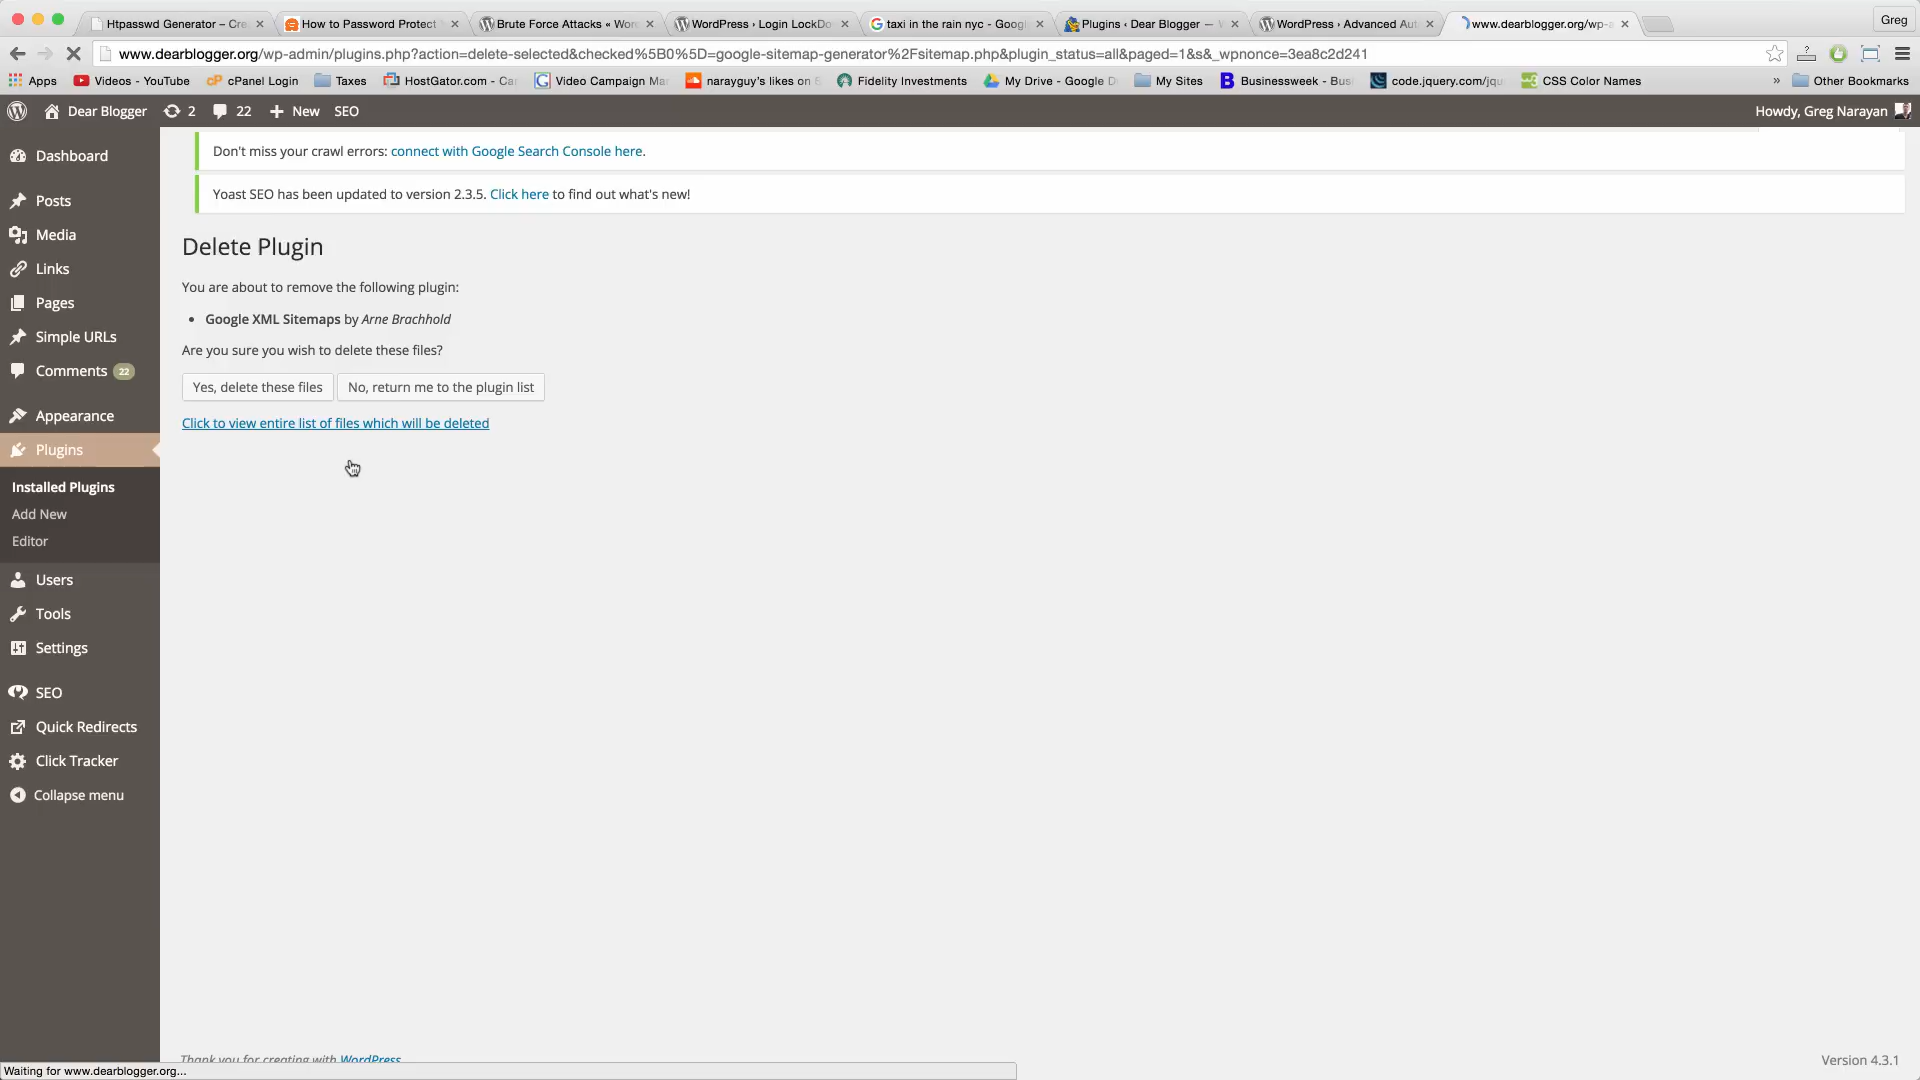 Htpasswd Generator – Cre
How to Password Protect
Brute Force Attacks « Wor
WordPress › Login LockDo
taxi in the rain nyc - Goog
Plugins ‹ Dear Blogger — W
WordPress › Advanced Aut
www.dearblogger.org/wp-a
Greg
www.dearblogger.org/wp-admin/plugins.php?action=delete-selected&checked%5B0%5D=google-sitemap-generator%2Fsitemap.php&plugin_status=all&paged=1&s&_wpnonce=3ea8c2d241
Apps
Videos - YouTube
cPanel Login
Taxes
HostGator.com - Ca
Video Campaign Ma
narayguy's likes on S
Fidelity Investments
My Drive - Google D
My Sites
Businessweek - Bus
code.jquery.com/jqu
CSS Color Names
»
Other Bookmarks
Dear Blogger
2
22
New
SEO
Howdy, Greg Narayan
Dashboard
Posts
Media
Links
Pages
Simple URLs
Comments 22
Appearance
Plugins
Installed Plugins
Add New
Editor
Users
Tools
Settings
SEO
Quick Redirects
Click Tracker
Collapse menu
Don't miss your crawl errors: connect with Google Search Console here.
Yoast SEO has been updated to version 2.3.5. Click here to find out what's new!
Delete Plugin
You are about to remove the following plugin:
• Google XML Sitemaps by Arne Brachhold
Are you sure you wish to delete these files?
Yes, delete these files
No, return me to the plugin list
Click to view entire list of files which will be deleted
Thank you for creating with WordPress
Version 4.3.1
Waiting for www.dearblogger.org...